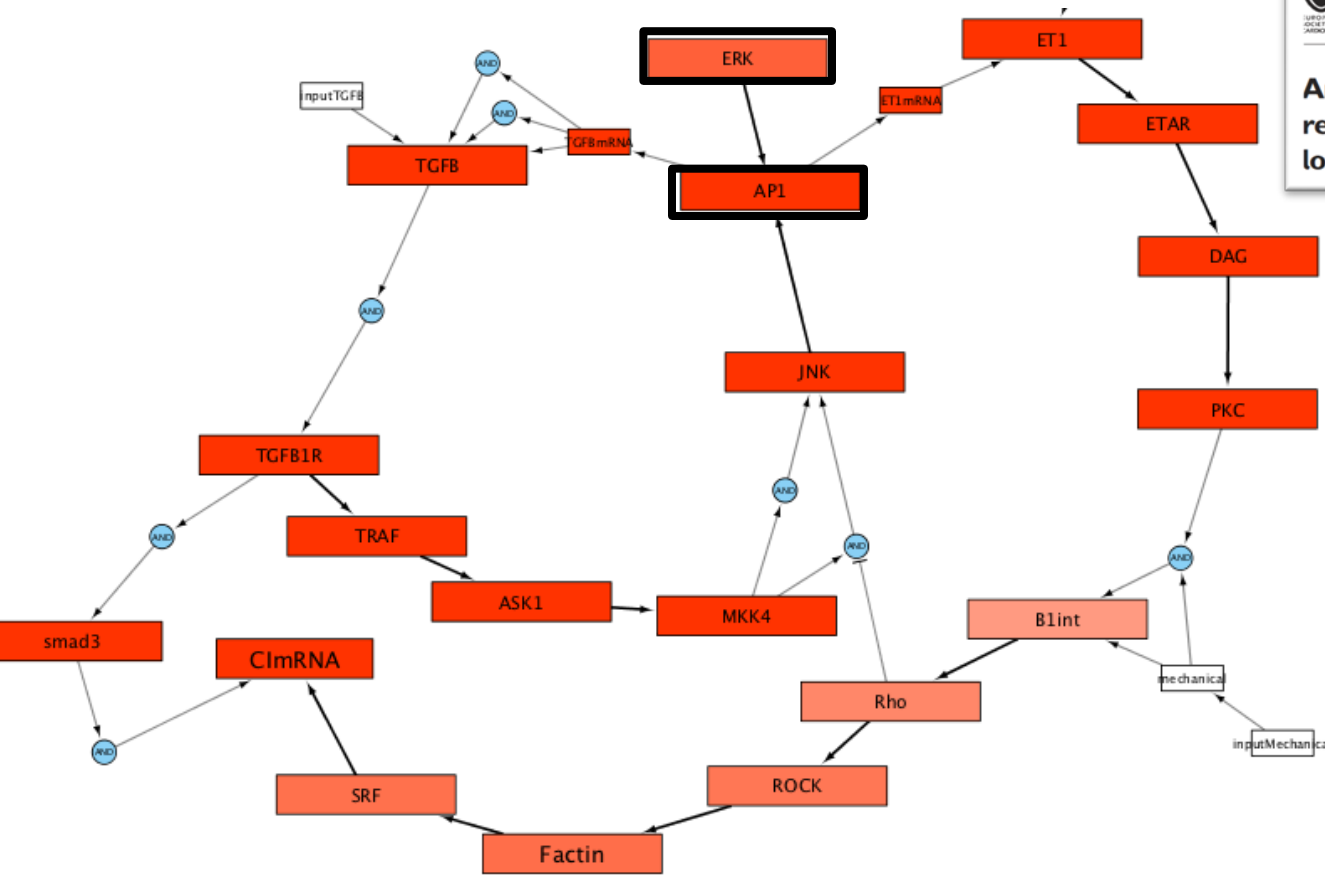 ET1
ERK
AND
inputTGFB
ET1mRNA
AND
ETAR
TGFBmRNA
TGFB
AP1
A
re
lo
DAG
AND
JNK
PKC
TGFB1R
AND
TRAF
AND
AND
AND
ASK1
MKK4
B1int
smad3
CImRNA
mechanical
Rho
AND
inputMechanica
SRF
ROCK
Factin